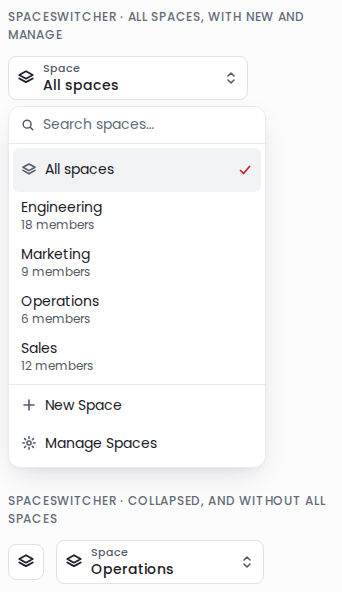 SPACESWITCHER · ALL SPACES, WITH NEW AND
MANAGE
Space
All spaces
Search spaces...
All spaces
Engineering
18 members
Marketing
9 members
Operations
6 members
Sales
12 members
New Space
Manage Spaces
SPACESWITCHER · COLLAPSED, AND WITHOUT ALL
SPACES
Space
Operations